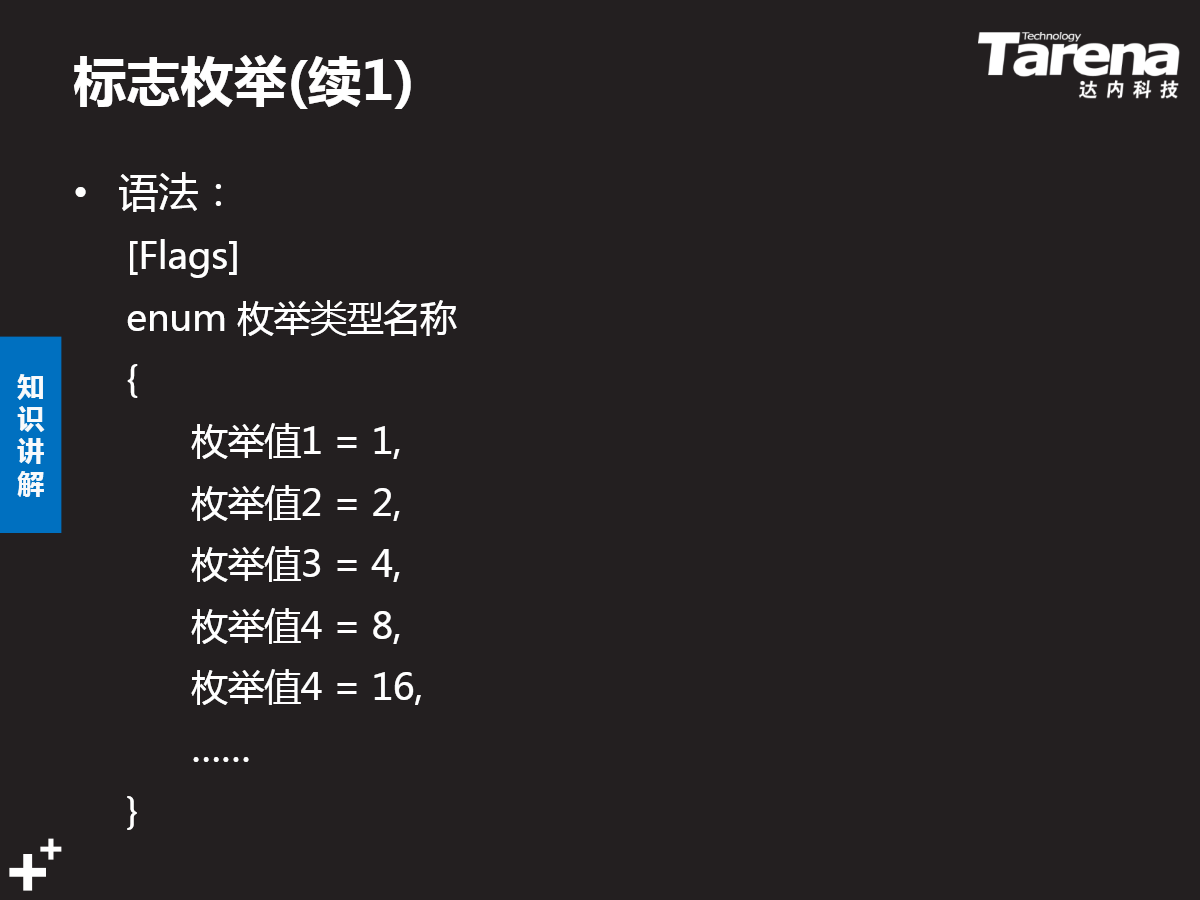 标志枚举(续1)
Technology
Tarena
达内科技
• 语法：
[Flags]
enum 枚举类型名称
{
枚举值1 = 1,
枚举值2 = 2,
枚举值3 = 4,
枚举值4 = 8,
枚举值4 = 16,
……
}
知识讲解